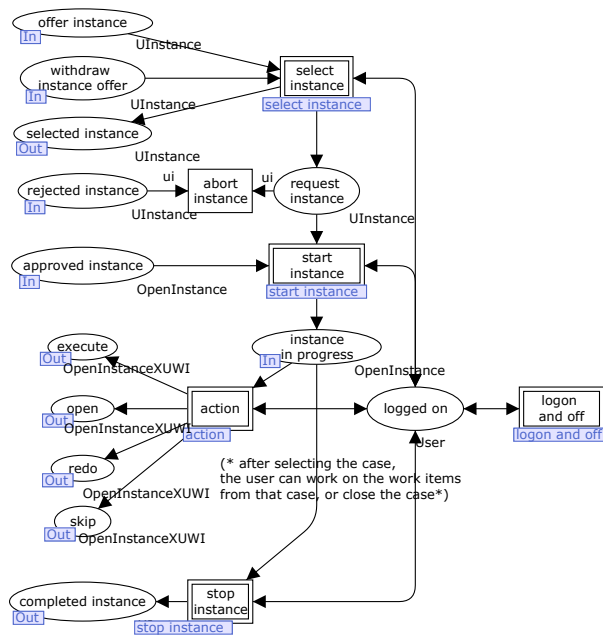 offer instance
In
UInstance
withdraw
instance offer
In
select
instance
select instance
UInstance
selected instance
Out
UInstance
rejected instance
In
ui
abort
instance
ui
request
instance
UInstance
UInstance
approved instance
In
OpenInstance
start
instance
start instance
instance
in progress
In
execute
Out
OpenInstanceXUWI
OpenInstance
open
Out
OpenInstanceXUWI
action
action
logged on
User
logon
and off
logon and off
redo
Out
OpenInstanceXUWI
(* after selecting the case,
the user can work on the work items
from that case, or close the case*)
skip
Out
OpenInstanceXUWI
completed instance
Out
stop
instance
stop instance